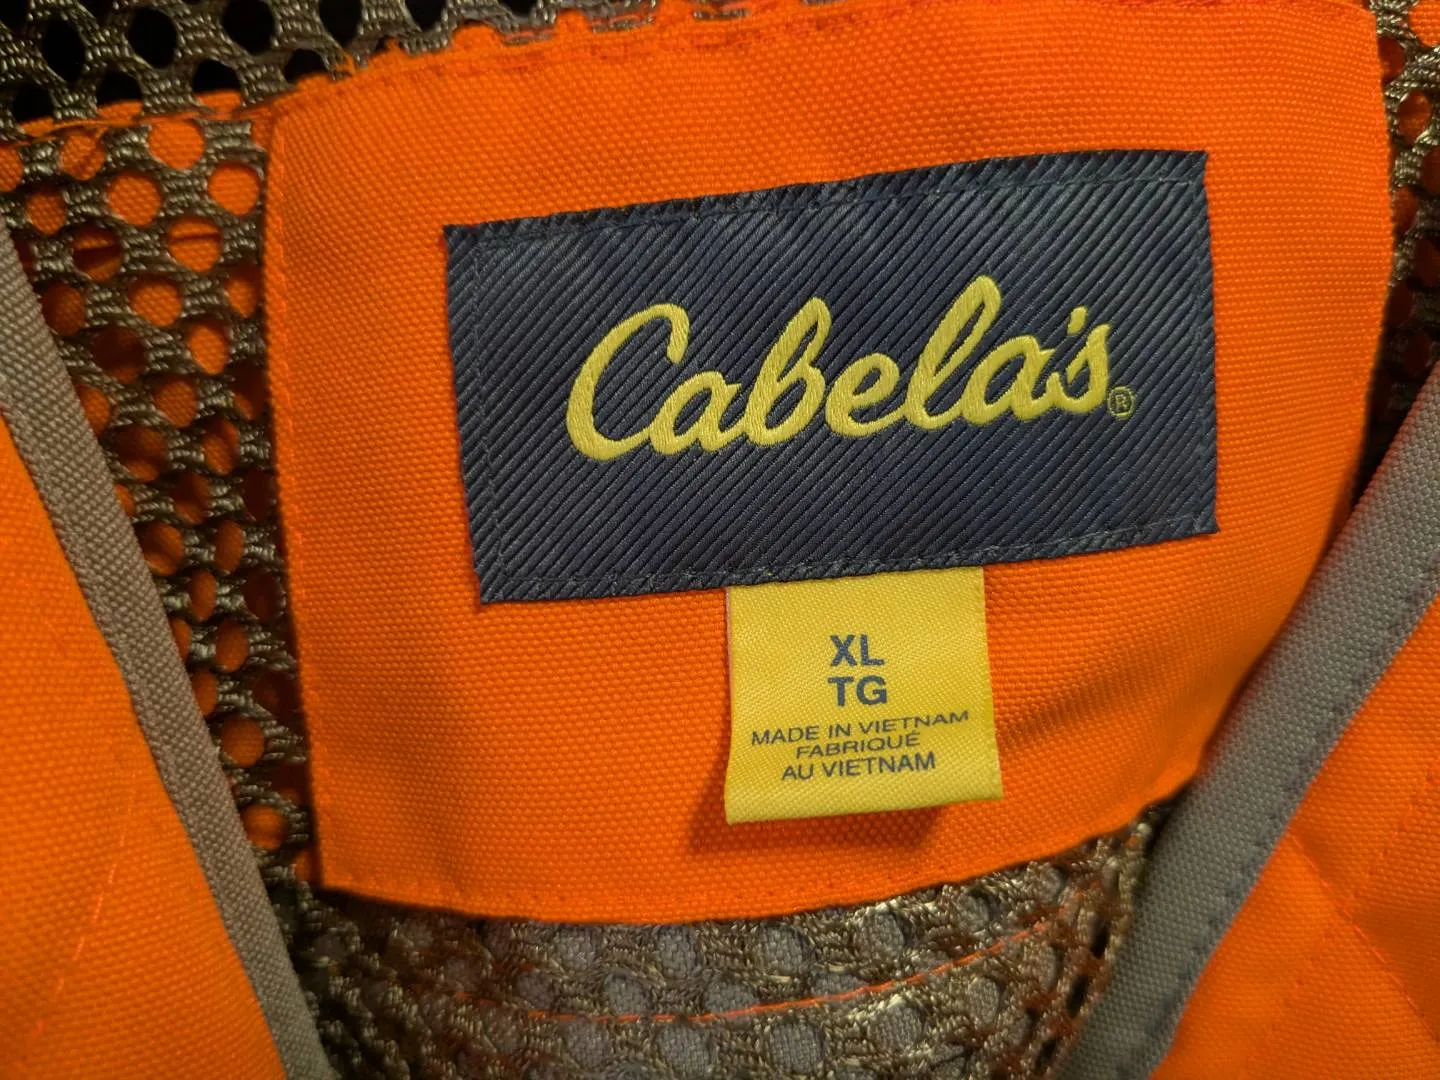 Cabela's®
XL
TG
MADE IN VIETNAM
FABRIQUÉ
AU VIETNAM